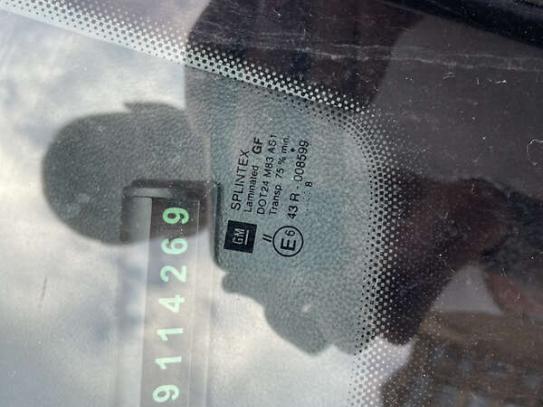 SPLINTEX
Laminated GF
DOT24 M83 AS1
Transp. 75 % min.
GM
//
E6 43 R - 008599
8
9114269